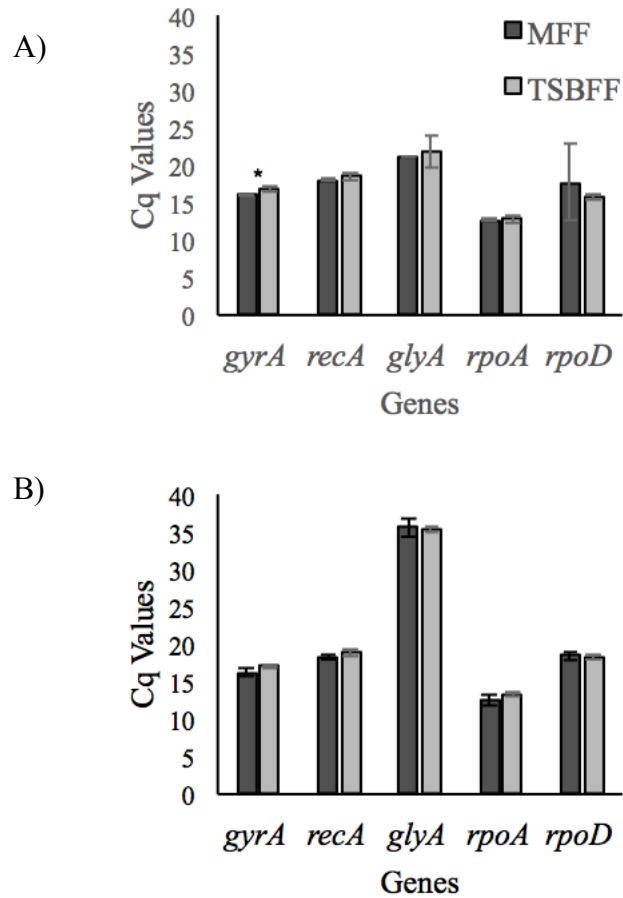 A)
MFF
TSBFF
Cq Values
40
35
30
25
20
15
10
5
0
*
gyrA recA glyA rpoA rpoD
Genes
B)
Cq Values
40
35
30
25
20
15
10
5
0
gyrA recA glyA rpoA rpoD
Genes